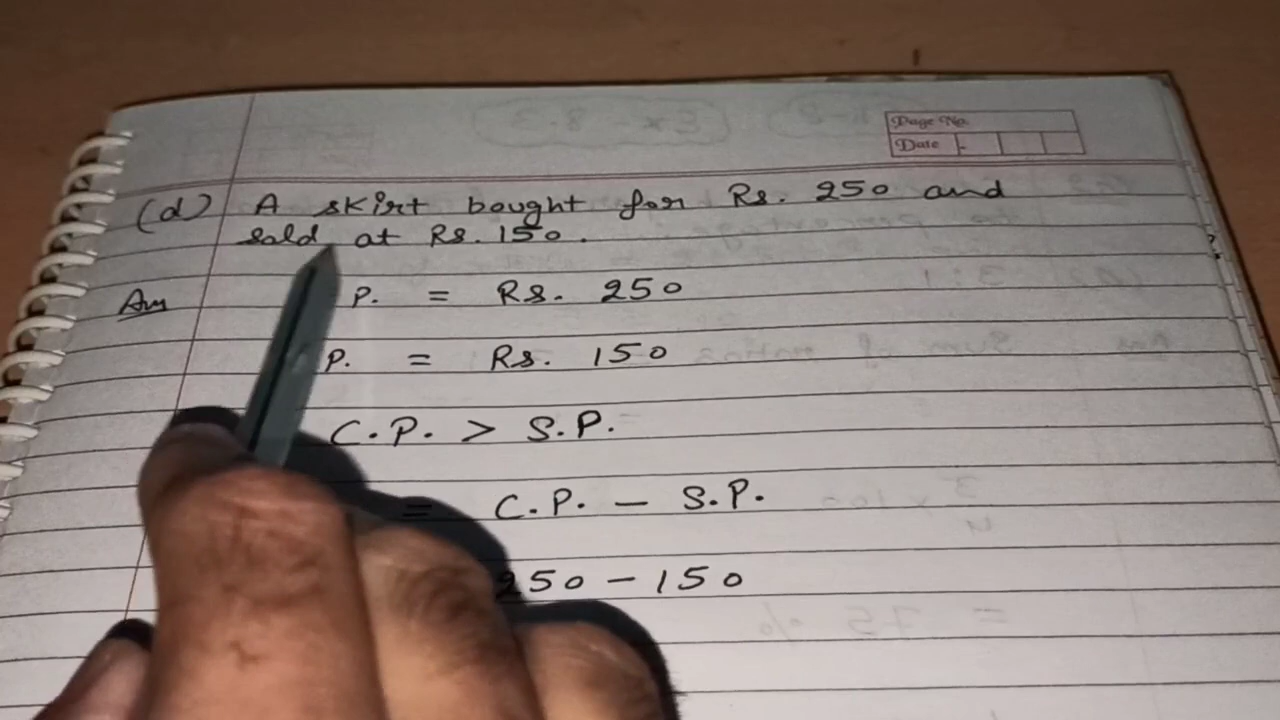 Page No.
Date
(d) A skirt bought for Rs. 250 and
sold at Rs. 150.
Ans P. = Rs. 250
P. = Rs. 150
C.P. > S.P.
= C.P. - S.P.
250 - 150